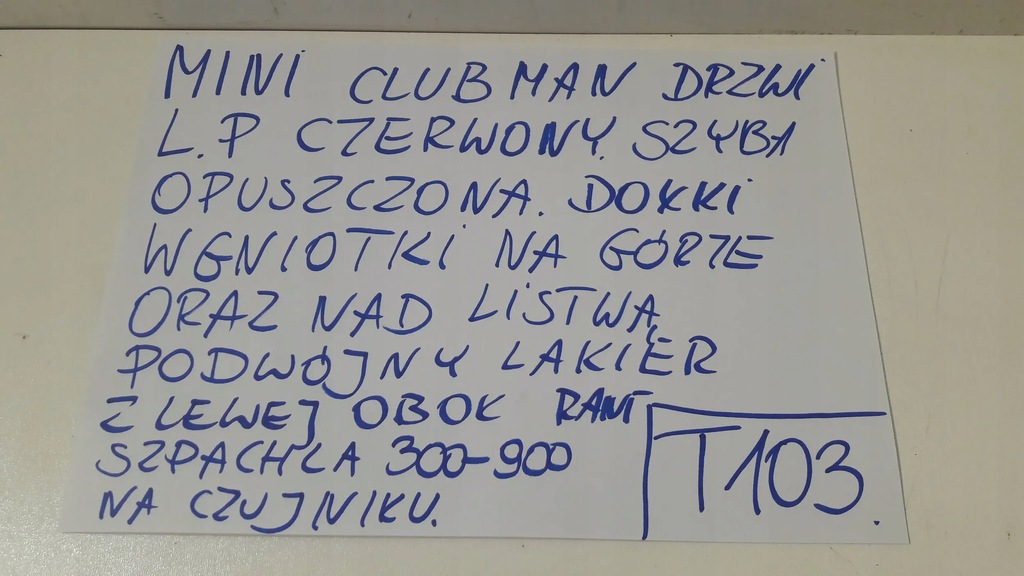 MINI CLUBMAN DRZWI
L.P CZERWONY. SZYBA
OPUSZCZONA. DOKKI
WGNIOTKI NA GÓRZE
ORAZ NAD LISTWĄ
PODWÓJNY LAKIER
Z LEWEJ OBOK RANT
SZPACHLA 300-900
NA CZUJNIKU.
T103.